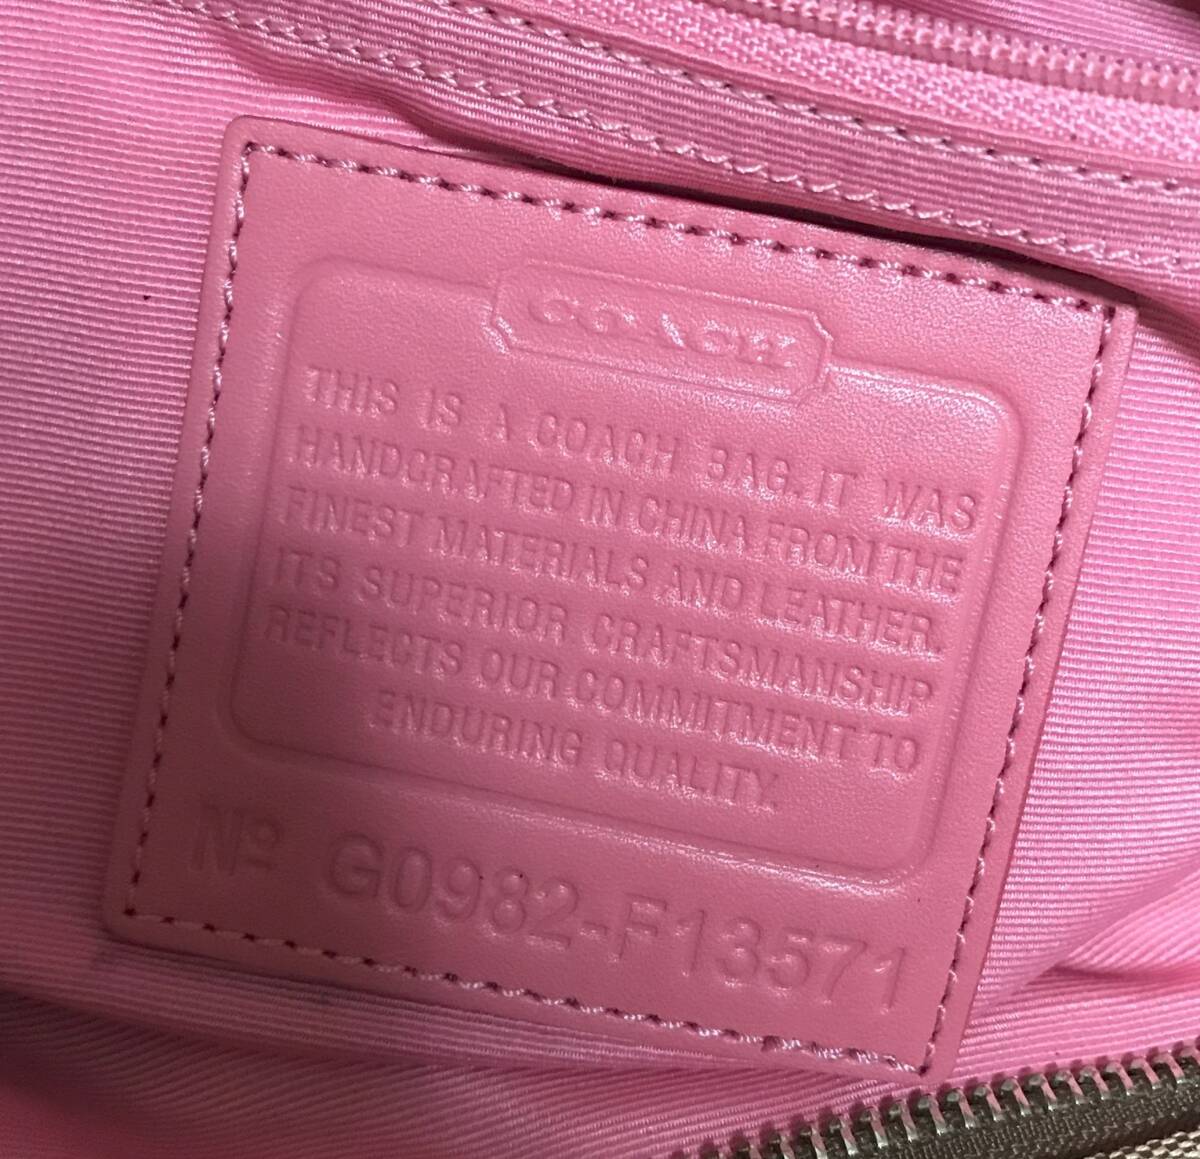 COACH
THIS IS A COACH BAG. IT WAS
HANDCRAFTED IN CHINA FROM THE
FINEST MATERIALS AND LEATHER.
ITS SUPERIOR CRAFTSMANSHIP
REFLECTS OUR COMMITMENT TO
ENDURING QUALITY.
Nº G0982-F13571